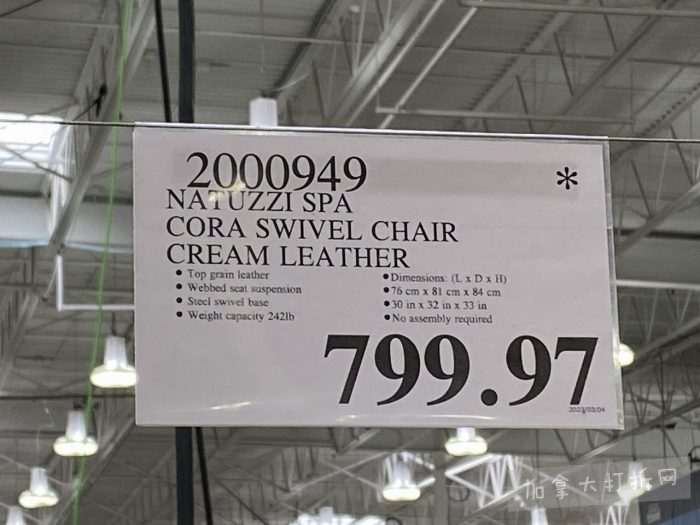 2000949 *
NATUZZI SPA
CORA SWIVEL CHAIR
CREAM LEATHER
• Top grain leather
• Webbed seat suspension
• Steel swivel base
• Weight capacity 242lb
• Dimensions: (L x D x H)
• 76 cm x 81 cm x 84 cm
• 30 in x 32 in x 33 in
• No assembly required
799.97
2023/03/04
加拿大打折网